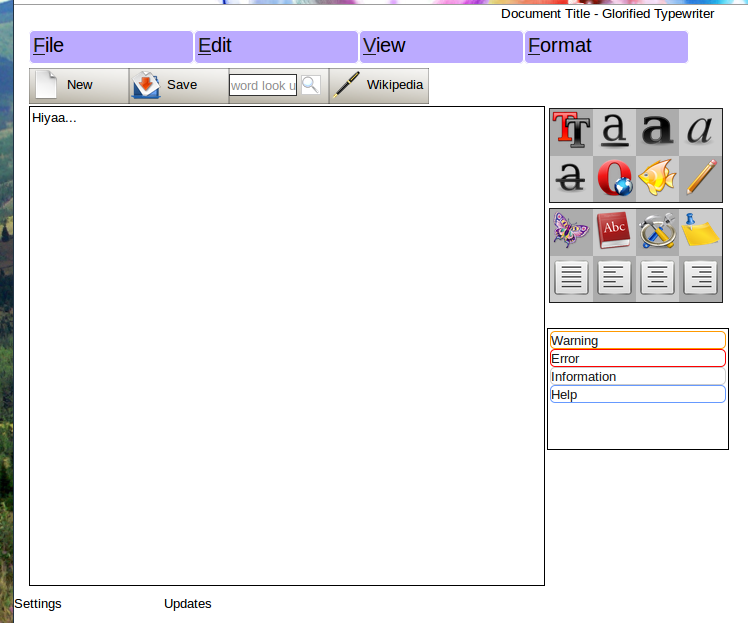 Document Title - Glorified Typewriter
File Edit View Format
New Save word look u Wikipedia
Hiyaa...
T T a a a
a O
Abc
Warning
Error
Information
Help
Settings Updates